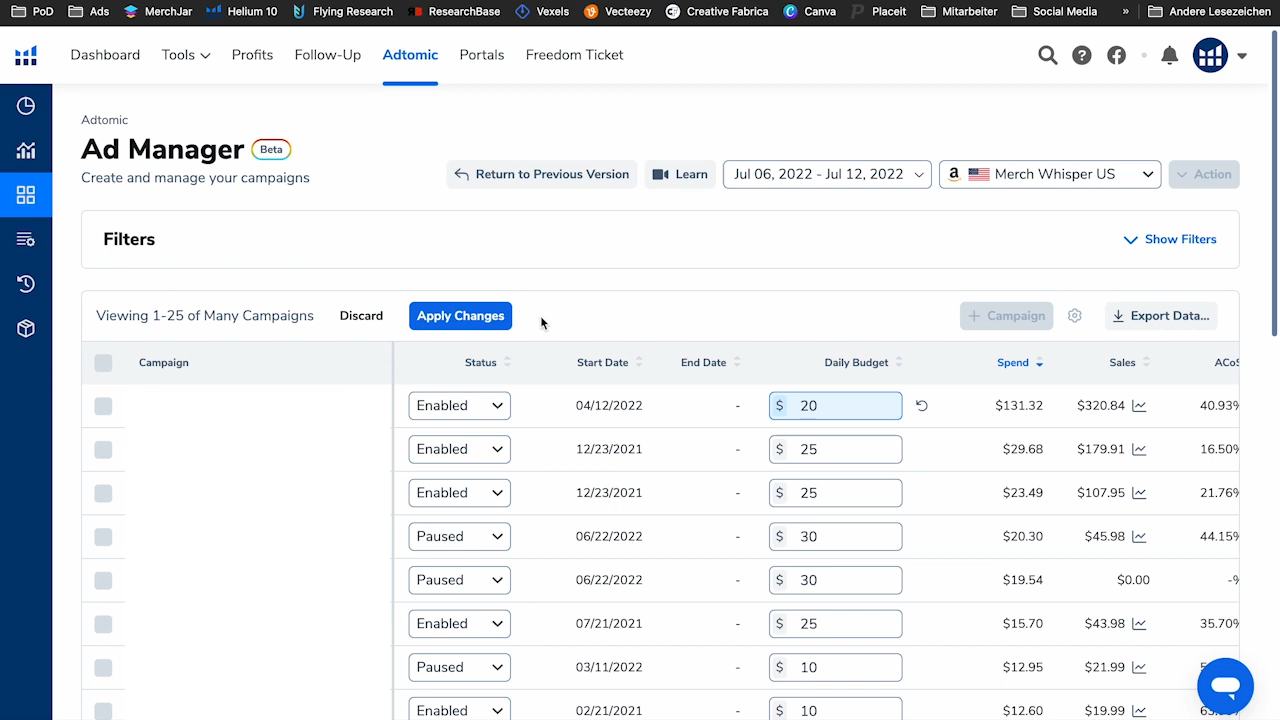 PoD Ads MerchJar Helium 10 Flying Research ResearchBase Vexels Vecteezy Creative Fabrica Canva Placeit Mitarbeiter Social Media » Andere Lesezeichen
Dashboard Tools Profits Follow-Up Adtomic Portals Freedom Ticket
Adtomic
Ad Manager Beta
Create and manage your campaigns
Return to Previous Version Learn Jul 06, 2022 - Jul 12, 2022 Merch Whisper US Action
Filters Show Filters
Viewing 1-25 of Many Campaigns Discard Apply Changes + Campaign Export Data...
Campaign Status Start Date End Date Daily Budget Spend Sales ACoS
Enabled 04/12/2022 - $ 20 $131.32 $320.84 40.93%
Enabled 12/23/2021 - $ 25 $29.68 $179.91 16.50%
Enabled 12/23/2021 - $ 25 $23.49 $107.95 21.76%
Paused 06/22/2022 - $ 30 $20.30 $45.98 44.15%
Paused 06/22/2022 - $ 30 $19.54 $0.00 -%
Enabled 07/21/2021 - $ 25 $15.70 $43.98 35.70%
Paused 03/11/2022 - $ 10 $12.95 $21.99
Enabled 02/21/2021 - $ 10 $12.60 $19.99